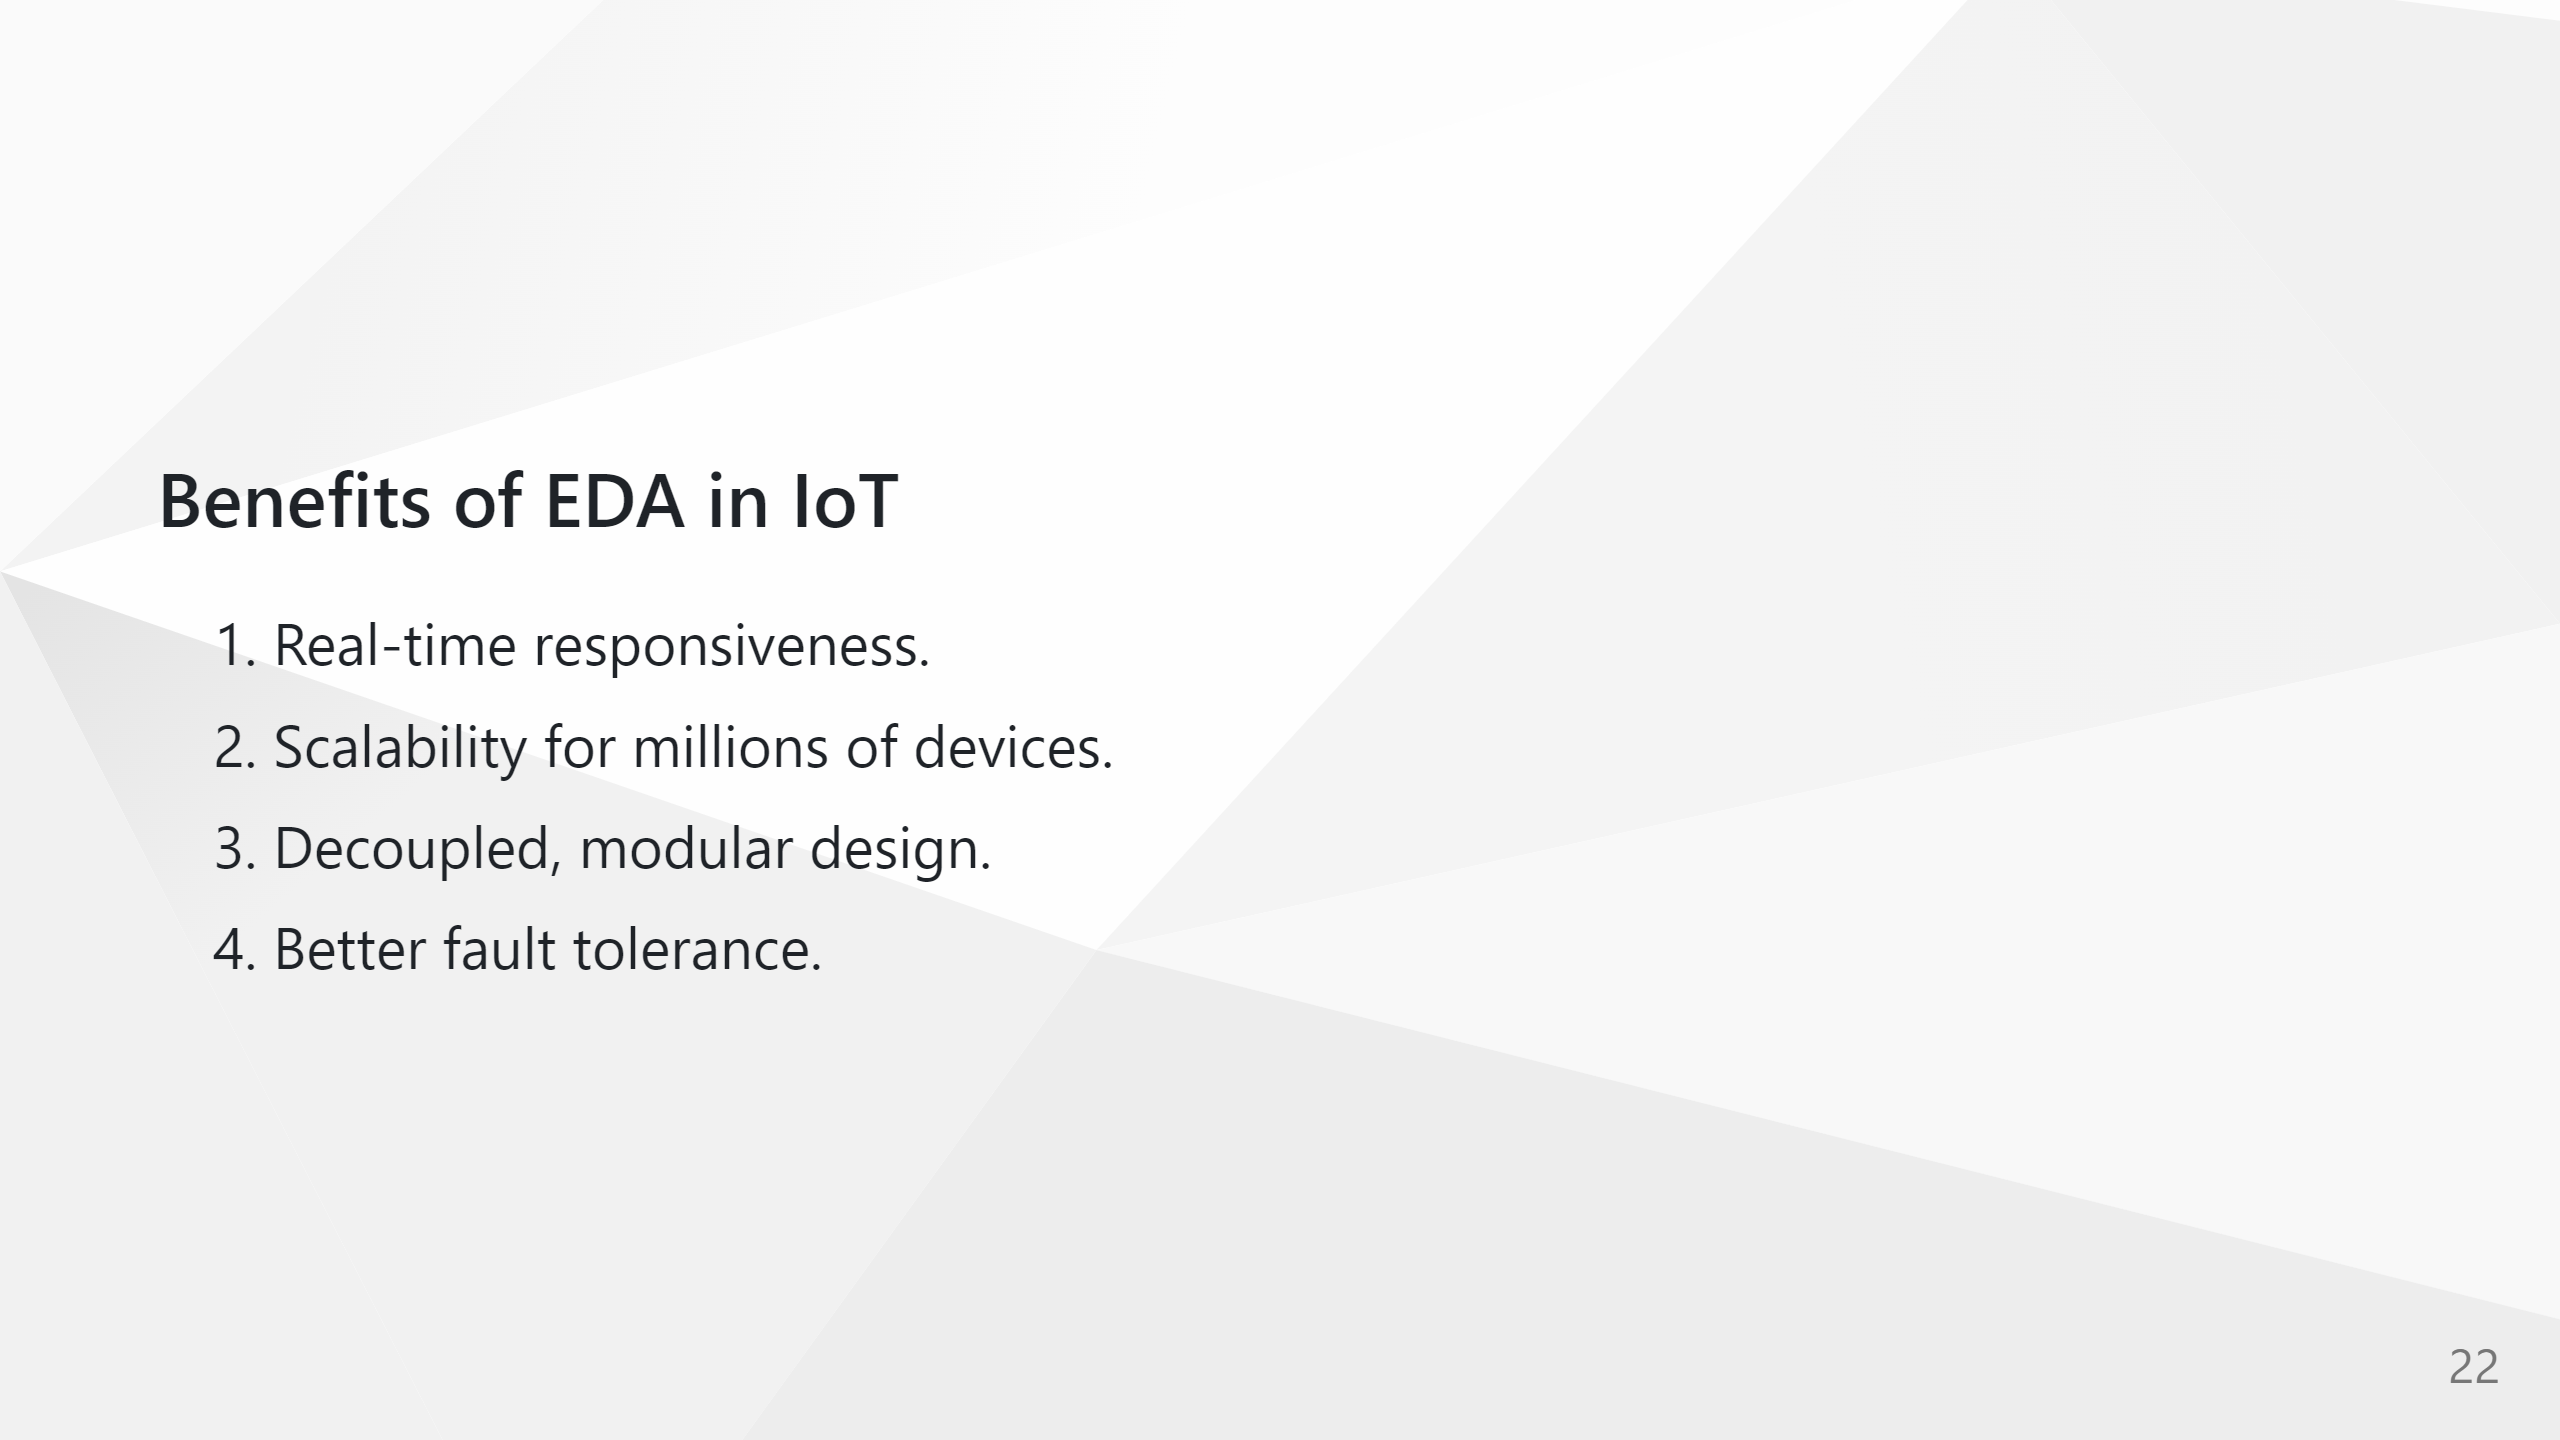 Benefits of EDA in IoT
1. Real-time responsiveness.
2. Scalability for millions of devices.
3. Decoupled, modular design.
4. Better fault tolerance.
22